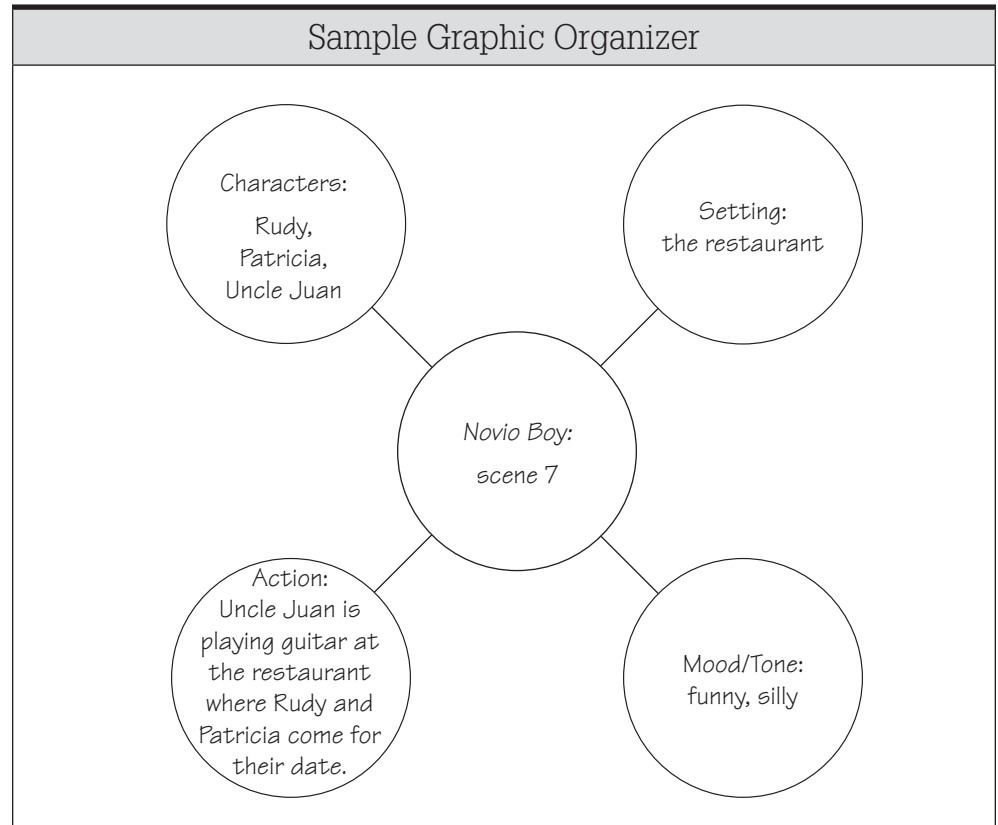 Sample Graphic Organizer
Characters:
Rudy,
Patricia,
Uncle Juan
Setting:
the restaurant
Novio Boy:
scene 7
Action:
Uncle Juan is
playing guitar at
the restaurant
where Rudy and
Patricia come for
their date.
Mood/Tone:
funny, silly